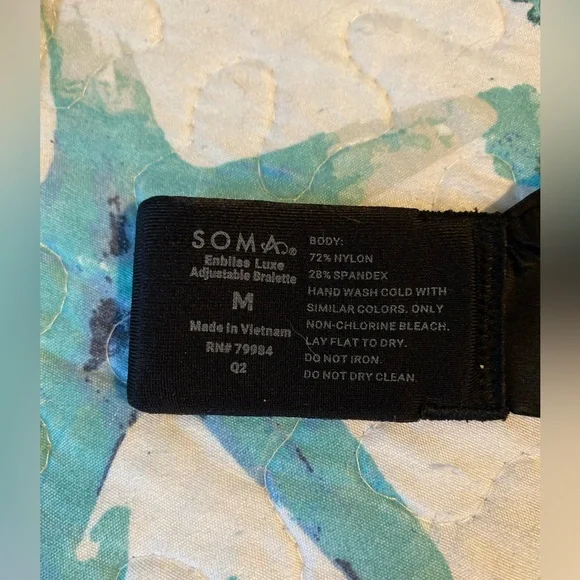 SOMA®
Enbliss Luxe
Adjustable Bralette
M
Made in Vietnam
RN# 79984
Q2
BODY:
72% NYLON
28% SPANDEX
HAND WASH COLD WITH
SIMILAR COLORS. ONLY
NON-CHLORINE BLEACH.
LAY FLAT TO DRY.
DO NOT IRON.
DO NOT DRY CLEAN.